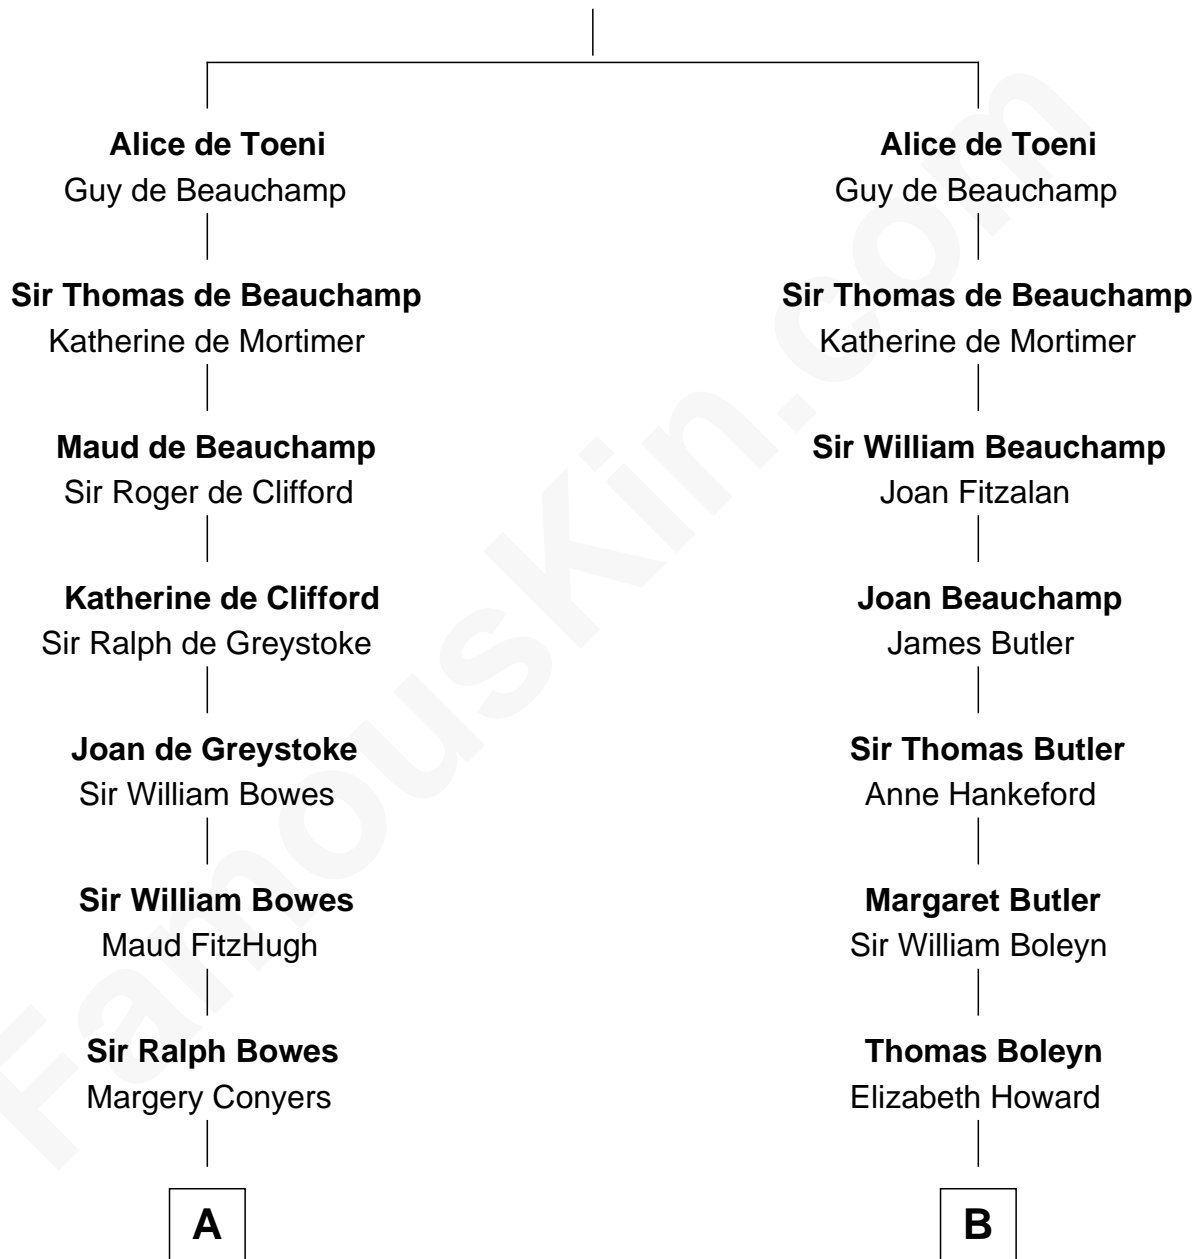 Alice de Toeni
Guy de Beauchamp
Sir Thomas de Beauchamp
Katherine de Mortimer
Maud de Beauchamp
Sir Roger de Clifford
Katherine de Clifford
Sir Ralph de Greystoke
Joan de Greystoke
Sir William Bowes
Sir William Bowes
Maud FitzHugh
Sir Ralph Bowes
Margery Conyers
A
Alice de Toeni
Guy de Beauchamp
Sir Thomas de Beauchamp
Katherine de Mortimer
Sir William Beauchamp
Joan Fitzalan
Joan Beauchamp
James Butler
Sir Thomas Butler
Anne Hankeford
Margaret Butler
Sir William Boleyn
Thomas Boleyn
Elizabeth Howard
B
FamousKin.com